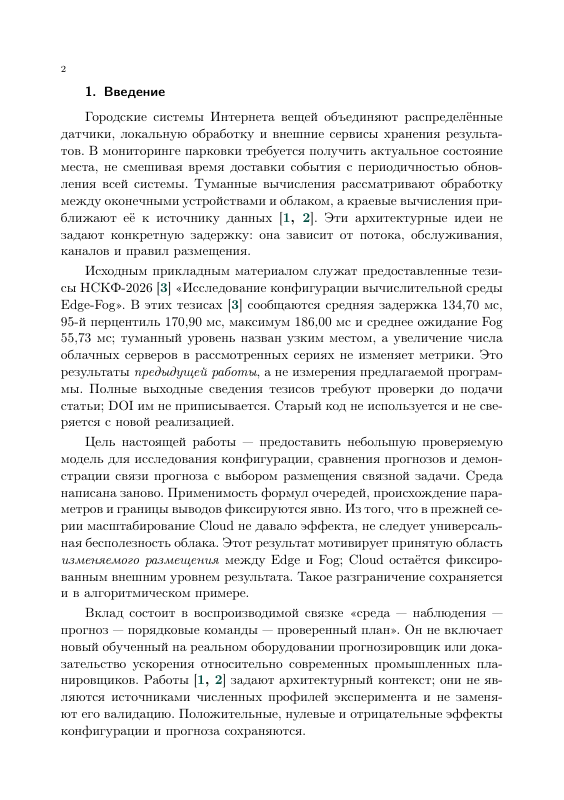 2
1. Введение
Городские системы Интернета вещей объединяют распределённые
датчики, локальную обработку и внешние сервисы хранения результа-
тов. В мониторинге парковки требуется получить актуальное состояние
места, не смешивая время доставки события с периодичностью обнов-
ления всей системы. Туманные вычисления рассматривают обработку
между оконечными устройствами и облаком, а краевые вычисления при-
ближают её к источнику данных [1, 2]. Эти архитектурные идеи не
задают конкретную задержку: она зависит от потока, обслуживания,
каналов и правил размещения.
Исходным прикладным материалом служат предоставленные тези-
сы НСКФ-2026 [3] «Исследование конфигурации вычислительной среды
Edge-Fog». В этих тезисах [3] сообщаются средняя задержка 134,70 мс,
95-й перцентиль 170,90 мс, максимум 186,00 мс и среднее ожидание Fog
55,73 мс; туманный уровень назван узким местом, а увеличение числа
облачных серверов в рассмотренных сериях не изменяет метрики. Это
результаты предыдущей работы, а не измерения предлагаемой програм-
мы. Полные выходные сведения тезисов требуют проверки до подачи
статьи; DOI им не приписывается. Старый код не используется и не све-
ряется с новой реализацией.
Цель настоящей работы — предоставить небольшую проверяемую
модель для исследования конфигурации, сравнения прогнозов и демон-
страции связи прогноза с выбором размещения связной задачи. Среда
написана заново. Применимость формул очередей, происхождение пара-
метров и границы выводов фиксируются явно. Из того, что в прежней се-
рии масштабирование Cloud не давало эффекта, не следует универсаль-
ная бесполезность облака. Этот результат мотивирует принятую область
изменяемого размещения между Edge и Fog; Cloud остаётся фиксиро-
ванным внешним уровнем результата. Такое разграничение сохраняется
и в алгоритмическом примере.
Вклад состоит в воспроизводимой связке «среда — наблюдения —
прогноз — порядковые команды — проверенный план». Он не включает
новый обученный на реальном оборудовании прогнозировщик или дока-
зательство ускорения относительно современных промышленных пла-
нировщиков. Работы [1, 2] задают архитектурный контекст; они не яв-
ляются источниками численных профилей эксперимента и не заменя-
ют его валидацию. Положительные, нулевые и отрицательные эффекты
конфигурации и прогноза сохраняются.